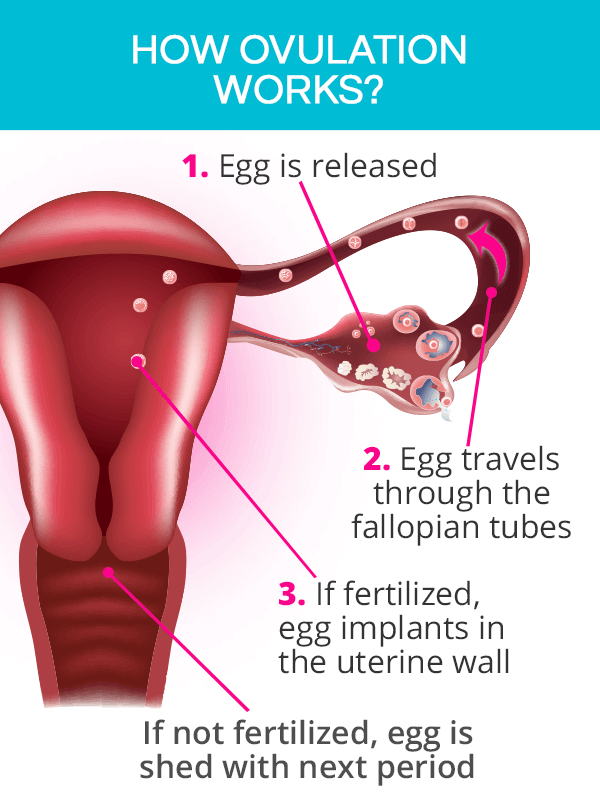 HOW OVULATION
WORKS?
1. Egg is released
2. Egg travels
through the
fallopian tubes
3. If fertilized,
egg implants in
the uterine wall
If not fertilized, egg is
shed with next period